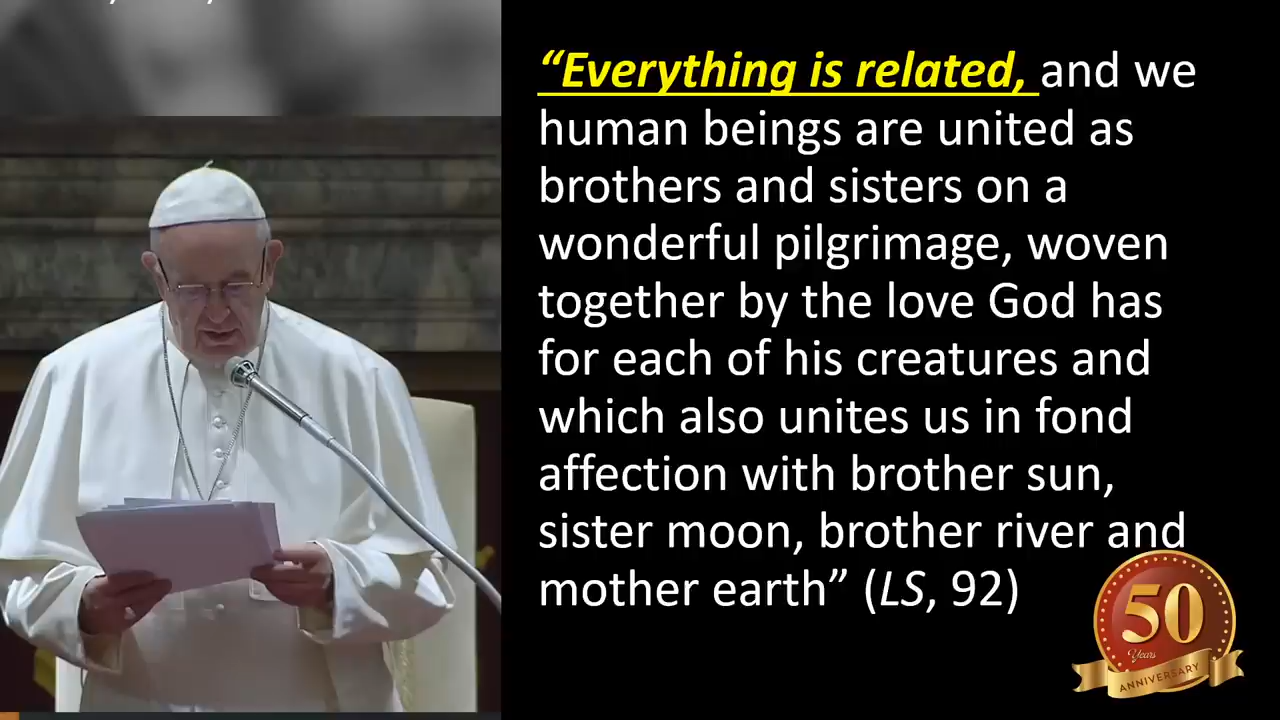 “Everything is related, and we
human beings are united as
brothers and sisters on a
wonderful pilgrimage, woven
together by the love God has
for each of his creatures and
which also unites us in fond
affection with brother sun,
sister moon, brother river and
mother earth” (LS, 92)
50
Years
ANNIVERSARY